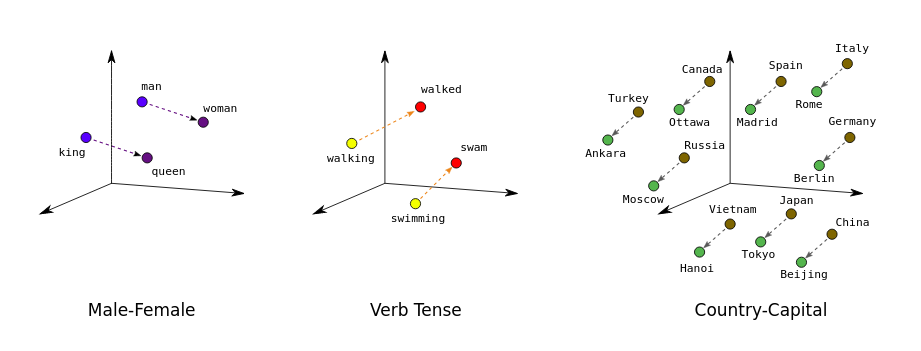 man
woman
king
queen
Male-Female
walked
walking
swam
swimming
Verb Tense
Italy
Canada
Spain
Rome
Turkey
Ottawa
Madrid
Germany
Ankara
Russia
Berlin
Moscow
Vietnam
Japan
China
Tokyo
Hanoi
Beijing
Country-Capital